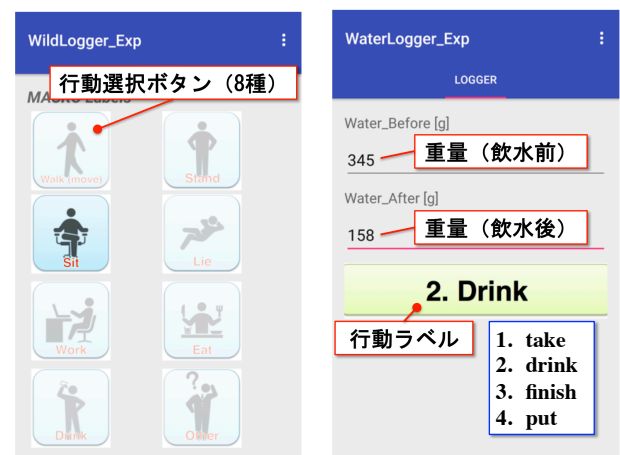 WildLogger_Exp
行動選択ボタン（8種）
MACRO Labels
Walk (move)
Stand
Sit
Lie
Work
Eat
Drink
?
Other
WaterLogger_Exp
LOGGER
Water_Before [g]
345
重量（飲水前）
Water_After [g]
158
重量（飲水後）
2. Drink
行動ラベル
1. take
2. drink
3. finish
4. put